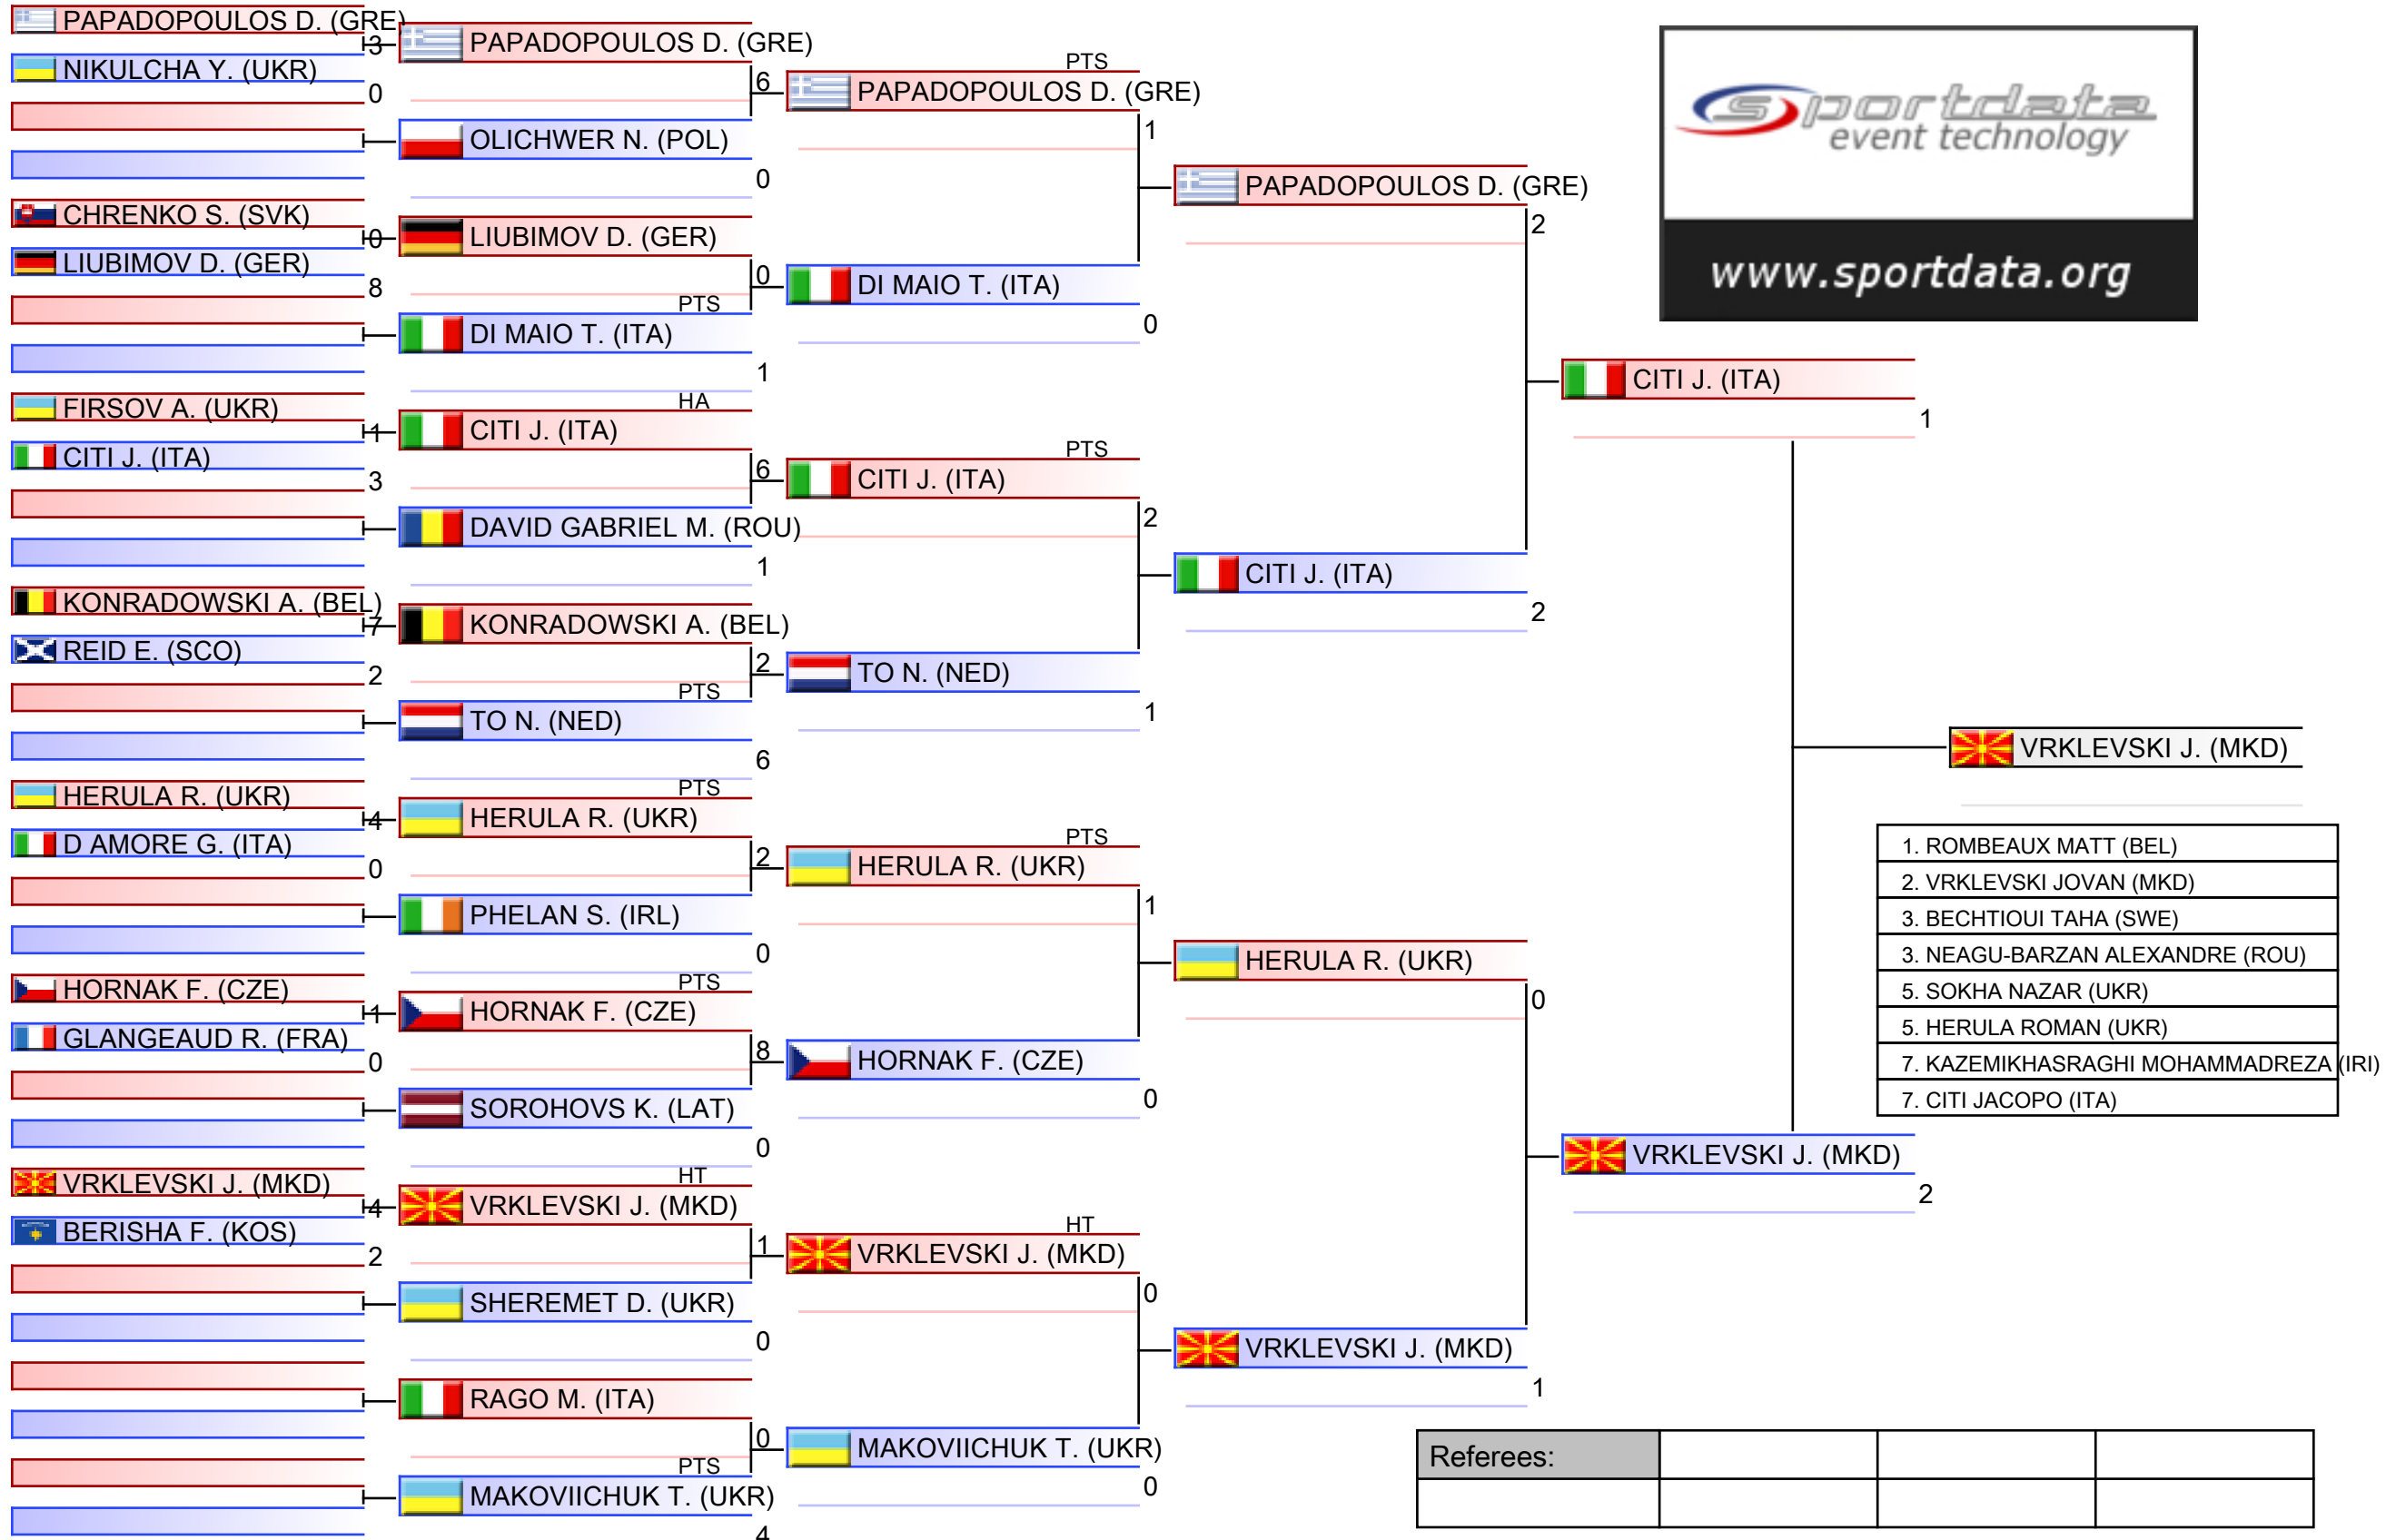 PAPADOPOULOS D. (GRE)
3
NIKULCHA Y. (UKR)
0
CHRENKO S. (SVK)
0
LIUBIMOV D. (GER)
8
FIRSOV A. (UKR)
1
CITI J. (ITA)
3
KONRADOWSKI A. (BEL)
7
REID E. (SCO)
2
HERULA R. (UKR)
4
D AMORE G. (ITA)
0
HORNAK F. (CZE)
1
GLANGEAUD R. (FRA)
0
VRKLEVSKI J. (MKD)
4
BERISHA F. (KOS)
2
PAPADOPOULOS D. (GRE)
6
OLICHWER N. (POL)
0
LIUBIMOV D. (GER)
0
PTS
DI MAIO T. (ITA)
1
HA
CITI J. (ITA)
6
DAVID GABRIEL M. (ROU)
1
KONRADOWSKI A. (BEL)
2
PTS
TO N. (NED)
6
PTS
HERULA R. (UKR)
2
PHELAN S. (IRL)
0
PTS
HORNAK F. (CZE)
8
SOROHOVS K. (LAT)
0
HT
VRKLEVSKI J. (MKD)
1
SHEREMET D. (UKR)
0
RAGO M. (ITA)
0
PTS
MAKOVIICHUK T. (UKR)
4
PTS
PAPADOPOULOS D. (GRE)
1
DI MAIO T. (ITA)
0
PTS
CITI J. (ITA)
2
TO N. (NED)
1
PTS
HERULA R. (UKR)
1
HORNAK F. (CZE)
0
HT
VRKLEVSKI J. (MKD)
0
MAKOVIICHUK T. (UKR)
0
PAPADOPOULOS D. (GRE)
2
CITI J. (ITA)
2
HERULA R. (UKR)
0
VRKLEVSKI J. (MKD)
1
CITI J. (ITA)
1
VRKLEVSKI J. (MKD)
2
VRKLEVSKI J. (MKD)
sportdata
event technology
www.sportdata.org
1. ROMBEAUX MATT (BEL)
2. VRKLEVSKI JOVAN (MKD)
3. BECHTIOUI TAHA (SWE)
3. NEAGU-BARZAN ALEXANDRE (ROU)
5. SOKHA NAZAR (UKR)
5. HERULA ROMAN (UKR)
7. KAZEMIKHASRAGHI MOHAMMADREZA (IRI)
7. CITI JACOPO (ITA)
Referees: